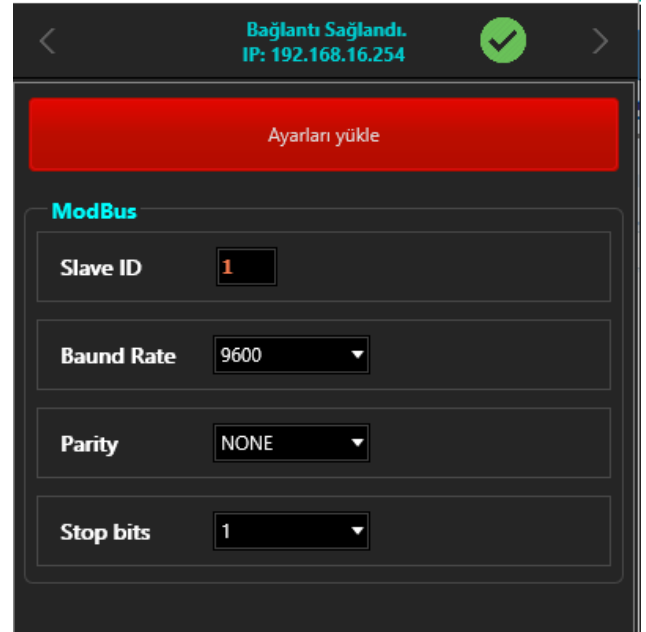 Bağlantı Sağlandı.
IP: 192.168.16.254
Ayarları yükle
ModBus
Slave ID 1
Baund Rate 9600
Parity NONE
Stop bits 1